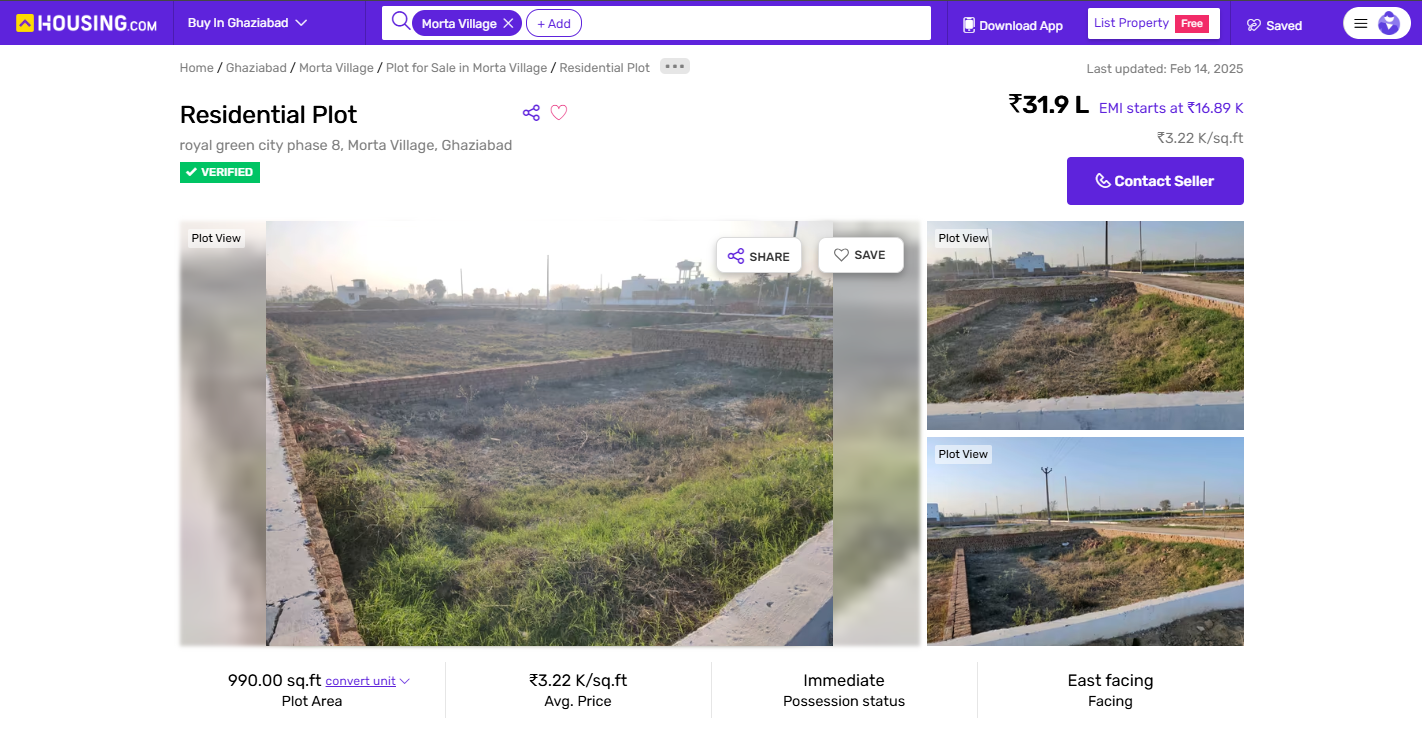 HOUSING.COM
Buy In Ghaziabad
Morta Village
+ Add
Download App
List Property Free
Saved
Home / Ghaziabad / Morta Village / Plot for Sale in Morta Village / Residential Plot
Last updated: Feb 14, 2025
Residential Plot
₹31.9 L EMI starts at ₹16.89 K
royal green city phase 8, Morta Village, Ghaziabad
₹3.22 K/sq.ft
VERIFIED
Contact Seller
Plot View
SHARE
SAVE
Plot View
Plot View
990.00 sq.ft convert unit
Plot Area
₹3.22 K/sq.ft
Avg. Price
Immediate
Possession status
East facing
Facing